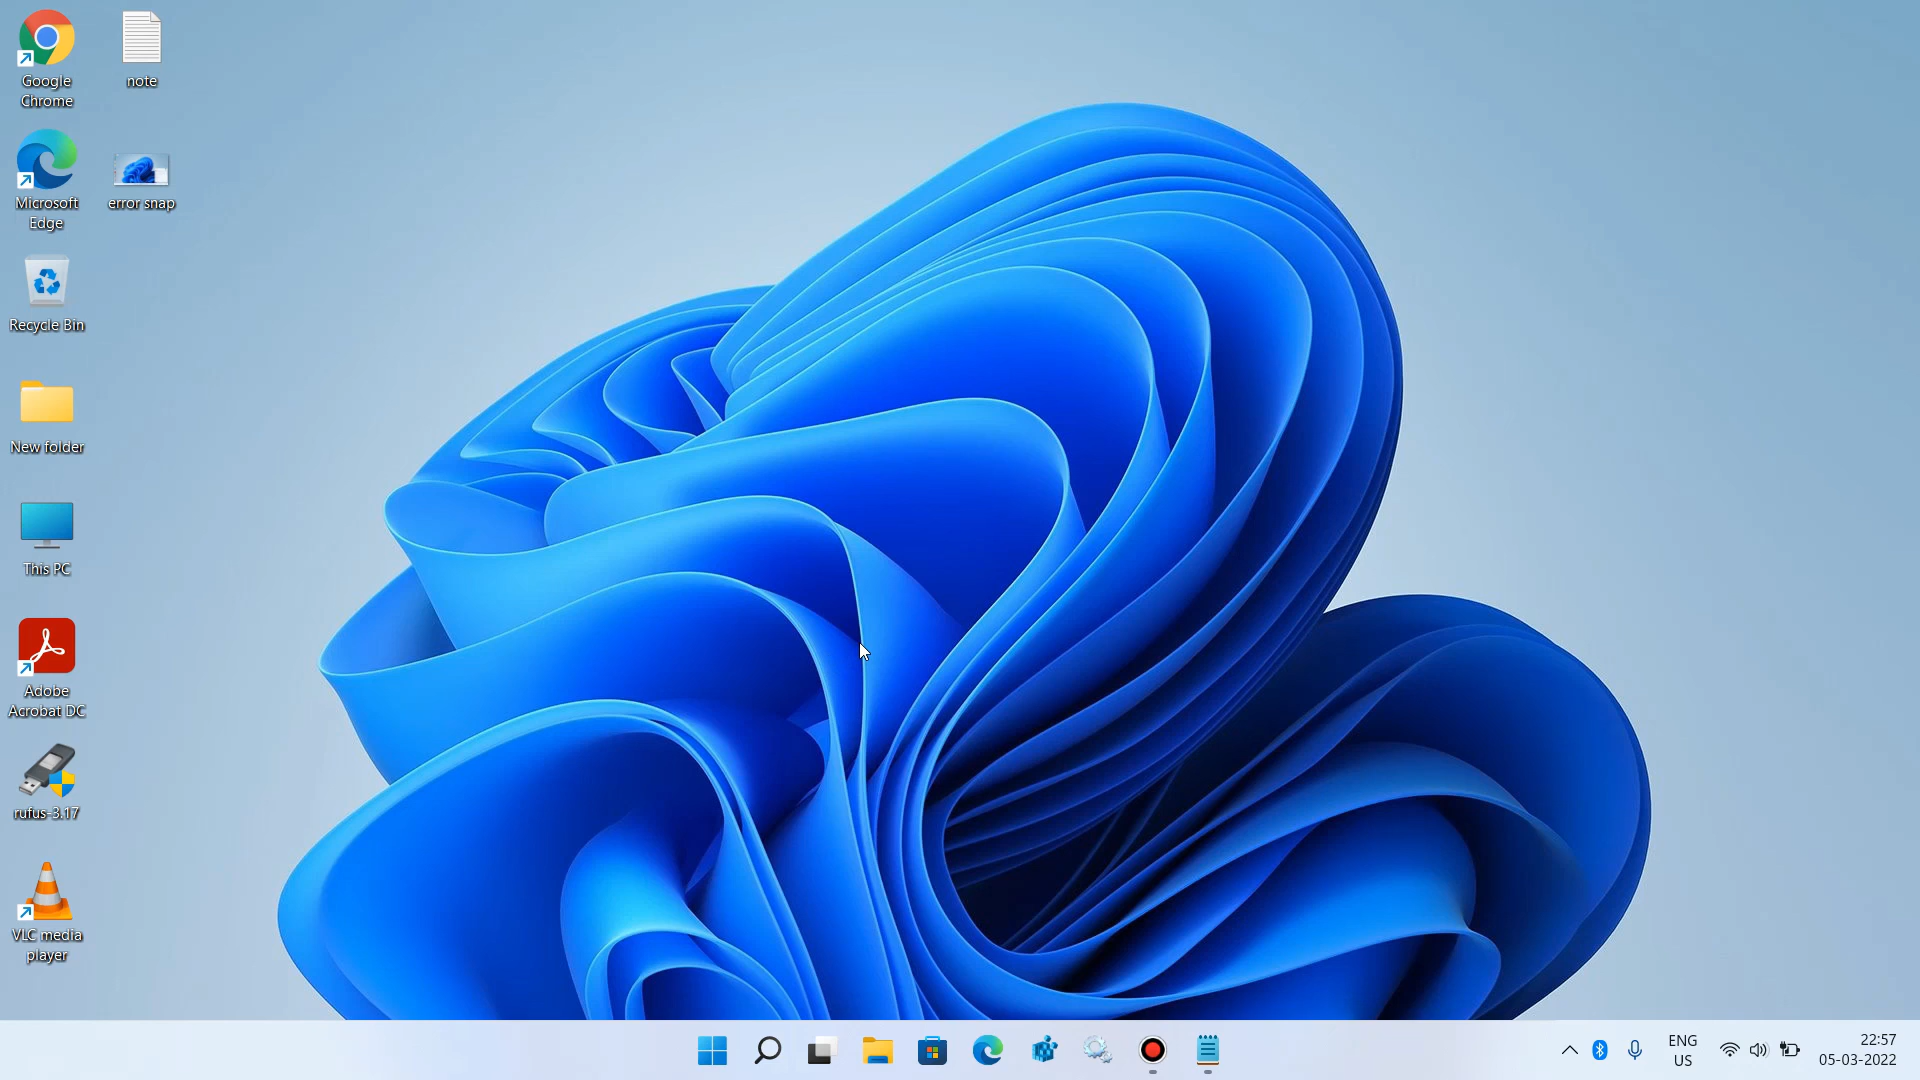 Google
Chrome
note
Microsoft
Edge
error snap
Recycle Bin
New folder
This PC
Adobe
Acrobat DC
rufus-3.17
VLC media
player
ENG
US
22:57
05-03-2022